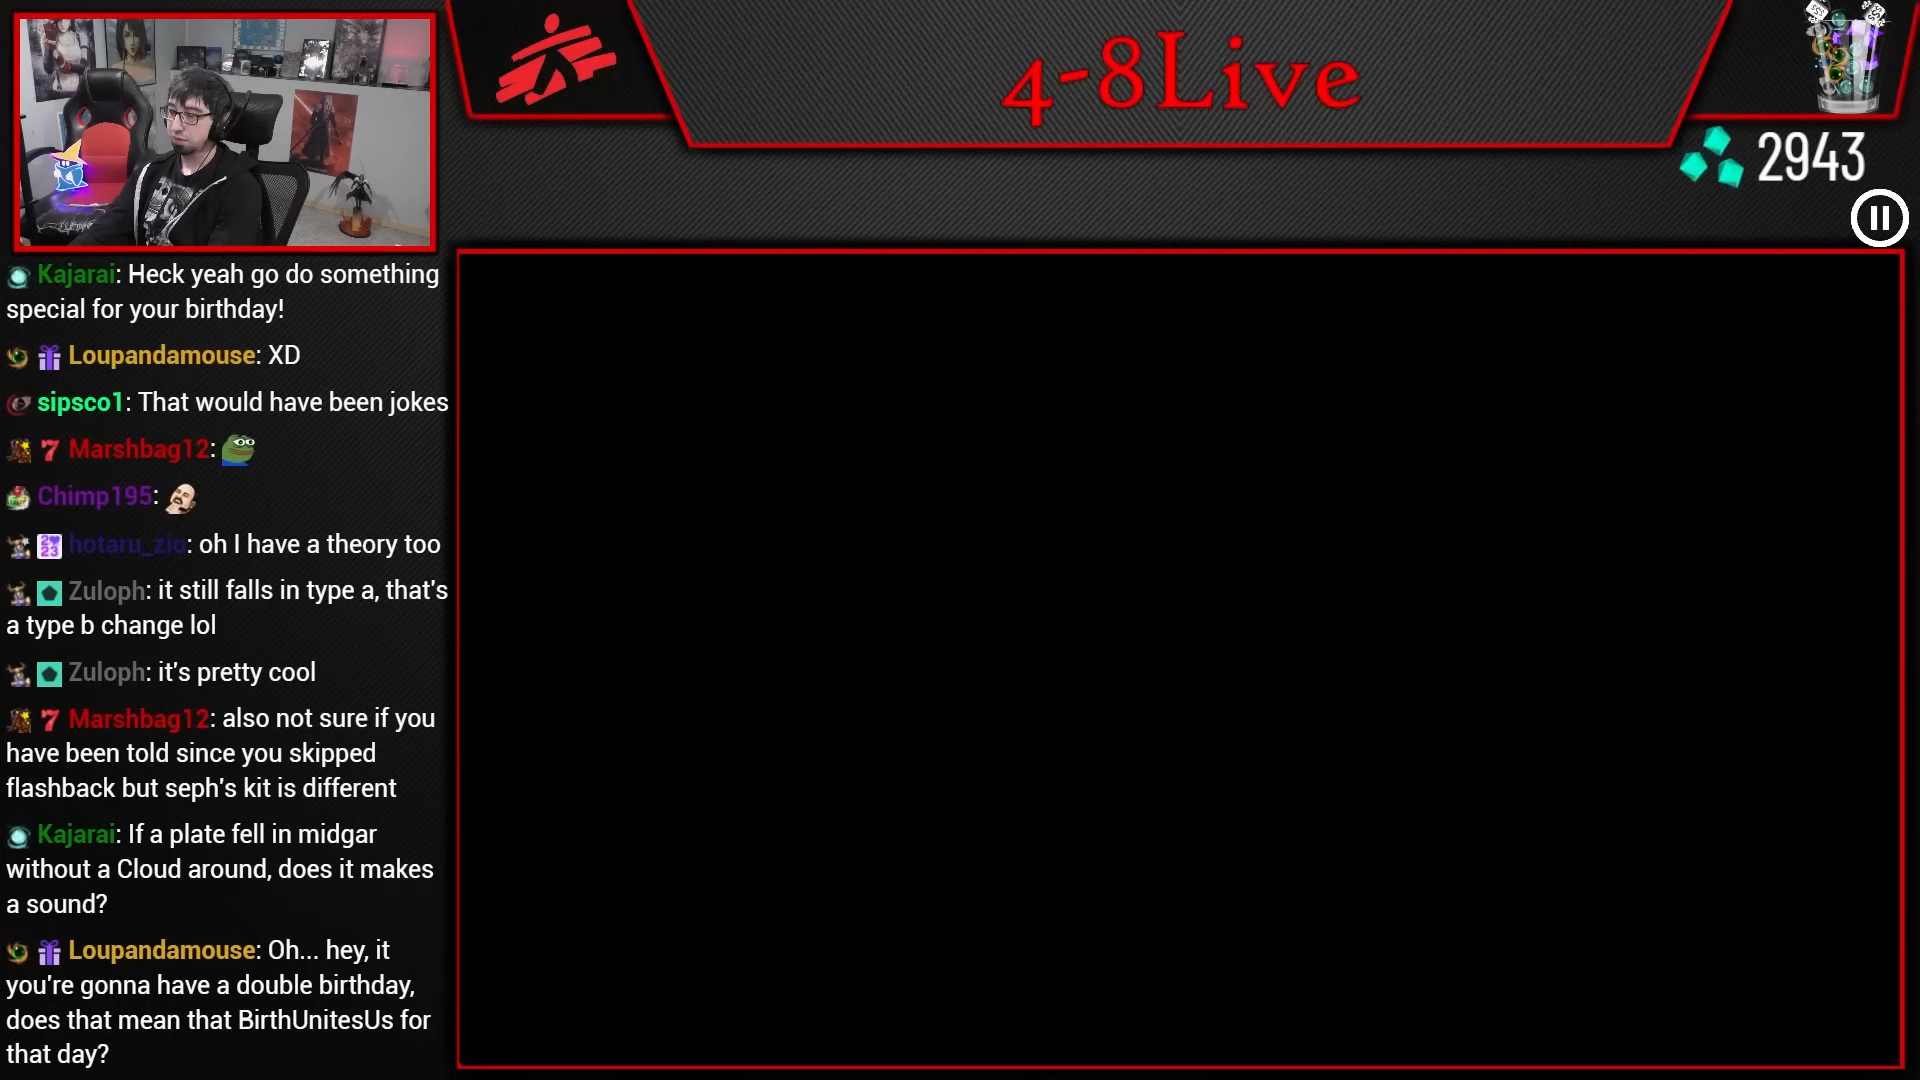 4-8Live
2943
Kajarai: Heck yeah go do something
special for your birthday!
Loupandamouse: XD
sipsco1: That would have been jokes
7 Marshbag12:
Chimp195:
hotaru_zio: oh I have a theory too
Zuloph: it still falls in type a, that's
a type b change lol
Zuloph: it's pretty cool
7 Marshbag12: also not sure if you
have been told since you skipped
flashback but seph's kit is different
Kajarai: If a plate fell in midgar
without a Cloud around, does it makes
a sound?
Loupandamouse: Oh... hey, it
you're gonna have a double birthday,
does that mean that BirthUnitesUs for
that day?